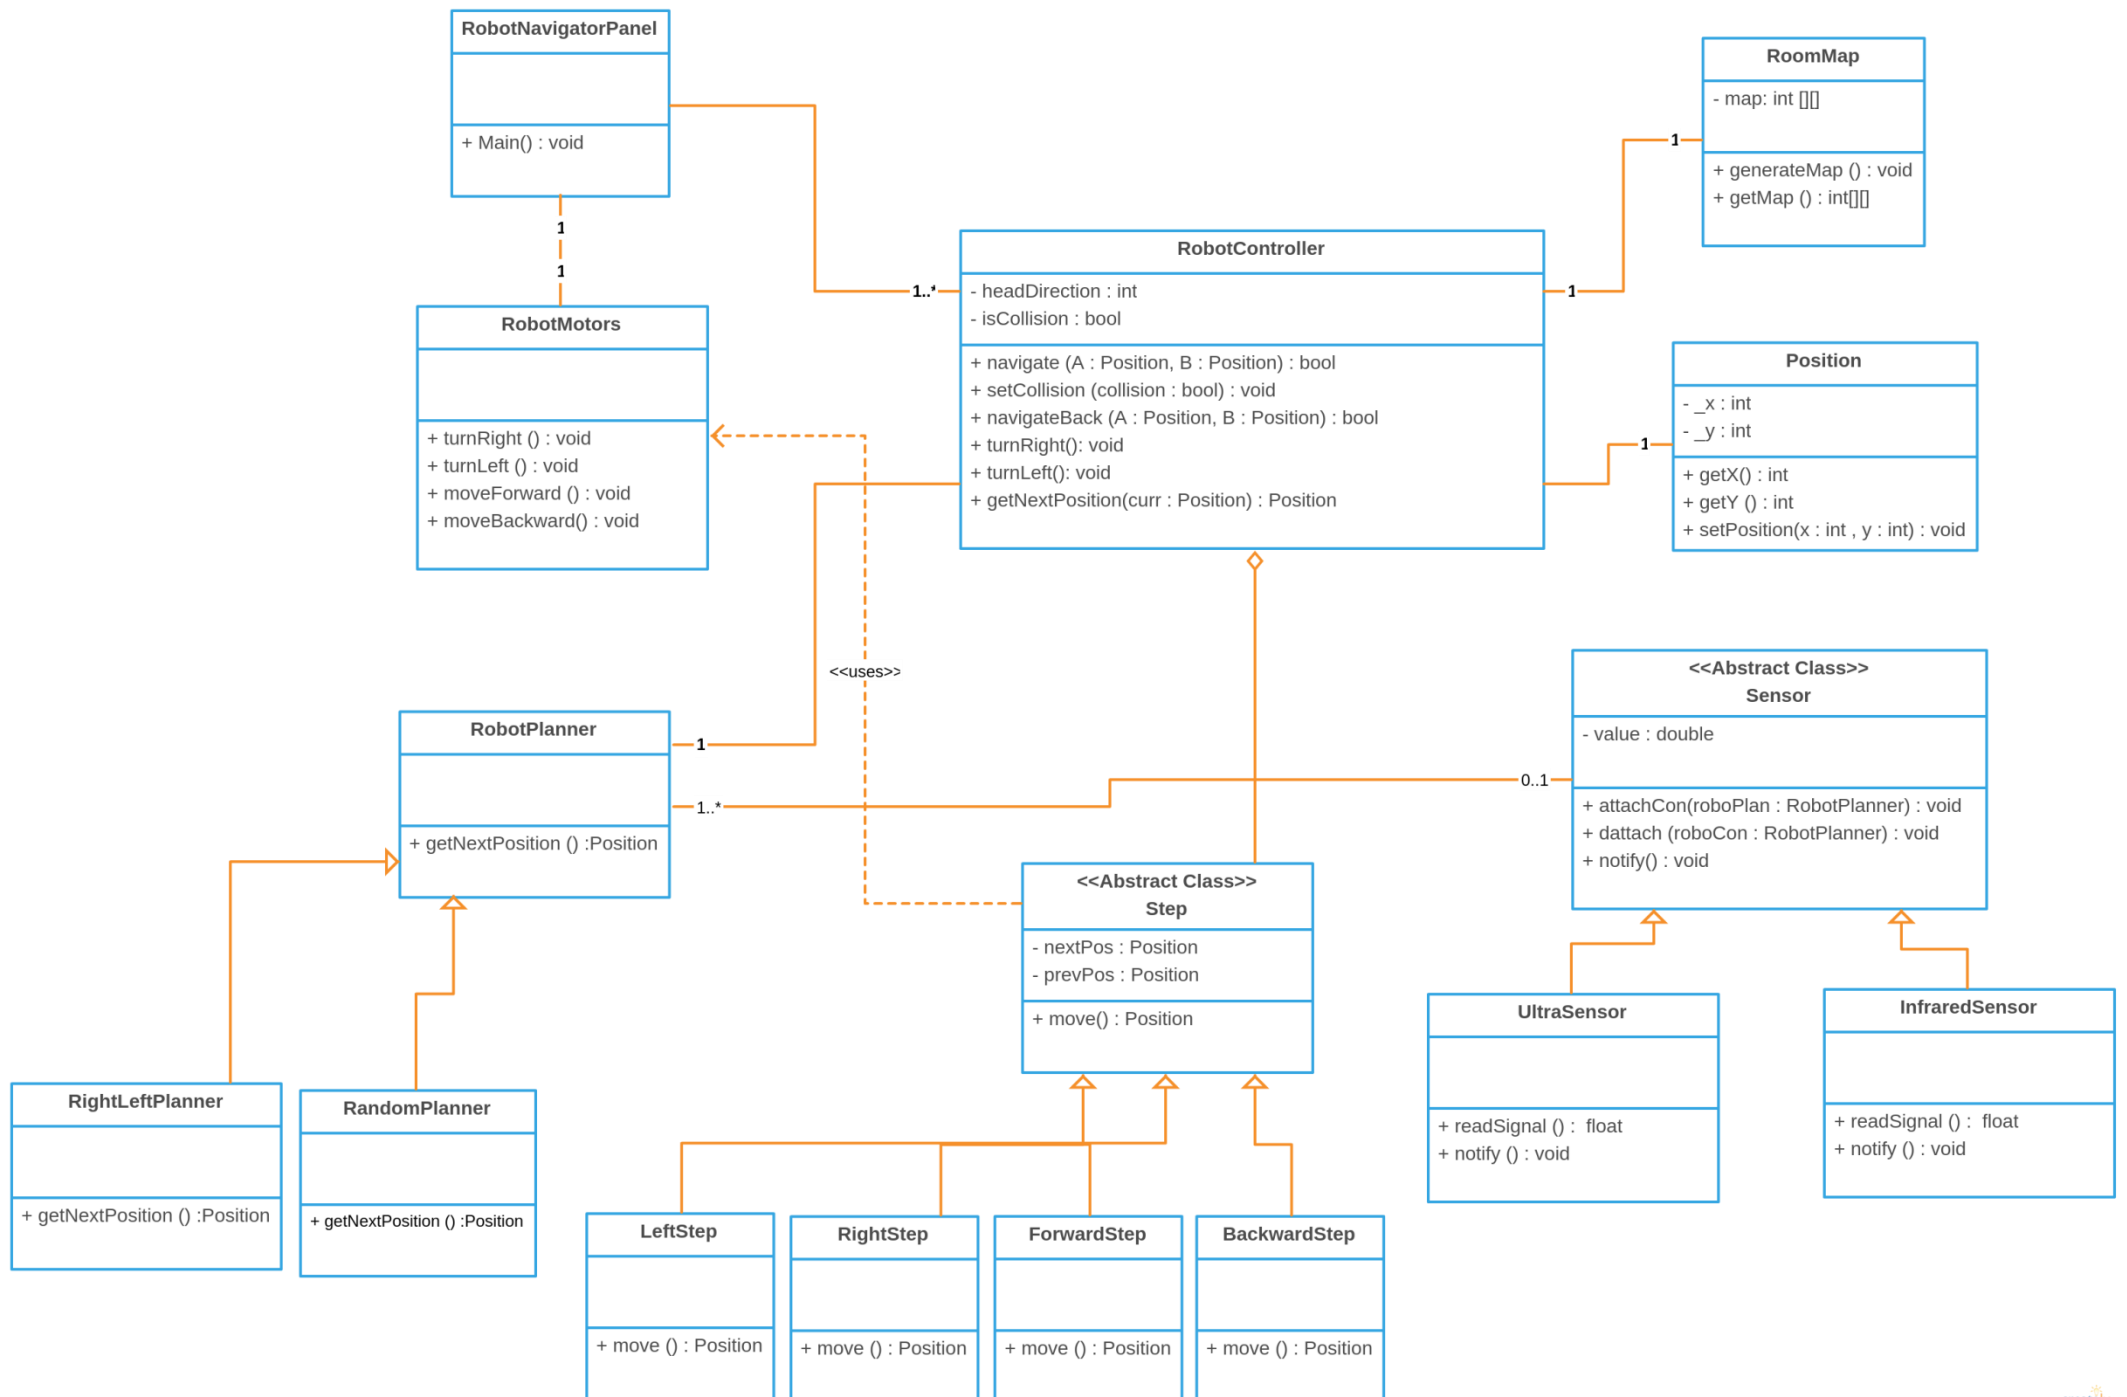 RobotNavigatorPanel
+ Main() : void
1
1
RobotMotors
+ turnRight () : void
+ turnLeft () : void
+ moveForward () : void
+ moveBackward() : void
RoomMap
- map: int [][]
+ generateMap () : void
+ getMap () : int[][]
1
RobotController
- headDirection : int
- isCollision : bool
+ navigate (A : Position, B : Position) : bool
+ setCollision (collision : bool) : void
+ navigateBack (A : Position, B : Position) : bool
+ turnRight(): void
+ turnLeft(): void
+ getNextPosition(curr : Position) : Position
1..*
1
Position
- _x : int
- _y : int
+ getX() : int
+ getY () : int
+ setPosition(x : int , y : int) : void
1
<<uses>>
RobotPlanner
+ getNextPosition () :Position
1
1..*
0..1
<<Abstract Class>>
Sensor
- value : double
+ attachCon(roboPlan : RobotPlanner) : void
+ dattach (roboCon : RobotPlanner) : void
+ notify() : void
<<Abstract Class>>
Step
- nextPos : Position
- prevPos : Position
+ move() : Position
UltraSensor
+ readSignal () :  float
+ notify () : void
InfraredSensor
+ readSignal () :  float
+ notify () : void
RightLeftPlanner
+ getNextPosition () :Position
RandomPlanner
+ getNextPosition () :Position
LeftStep
+ move () : Position
RightStep
+ move () : Position
ForwardStep
+ move () : Position
BackwardStep
+ move () : Position